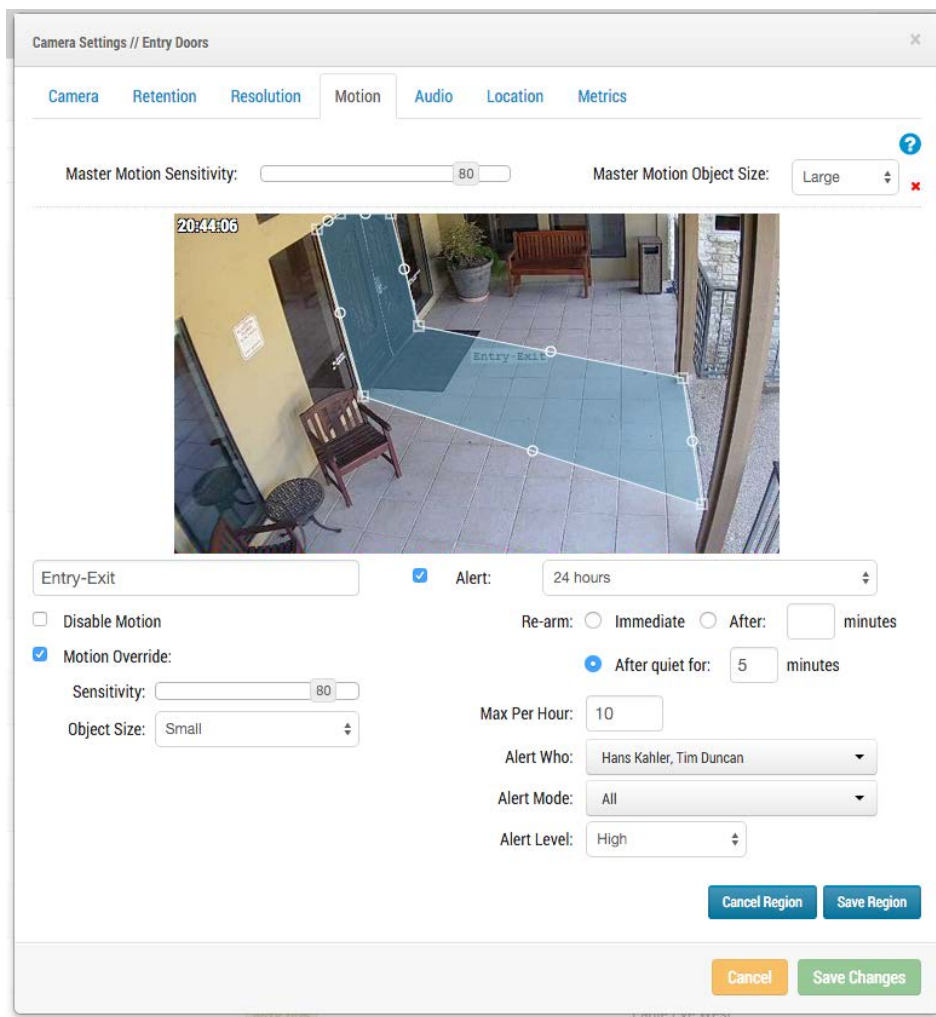 Camera Settings // Entry Doors ×
Camera Retention Resolution Motion Audio Location Metrics
?
Master Motion Sensitivity: 80 Master Motion Object Size: Large
20:44:06
Entry-Exit
Entry-Exit
Alert: 24 hours
Disable Motion
Re-arm: Immediate After: minutes
Motion Override:
After quiet for: 5 minutes
Sensitivity: 80
Max Per Hour: 10
Object Size: Small
Alert Who: Hans Kahler, Tim Duncan
Alert Mode: All
Alert Level: High
Cancel Region Save Region
Cancel Save Changes